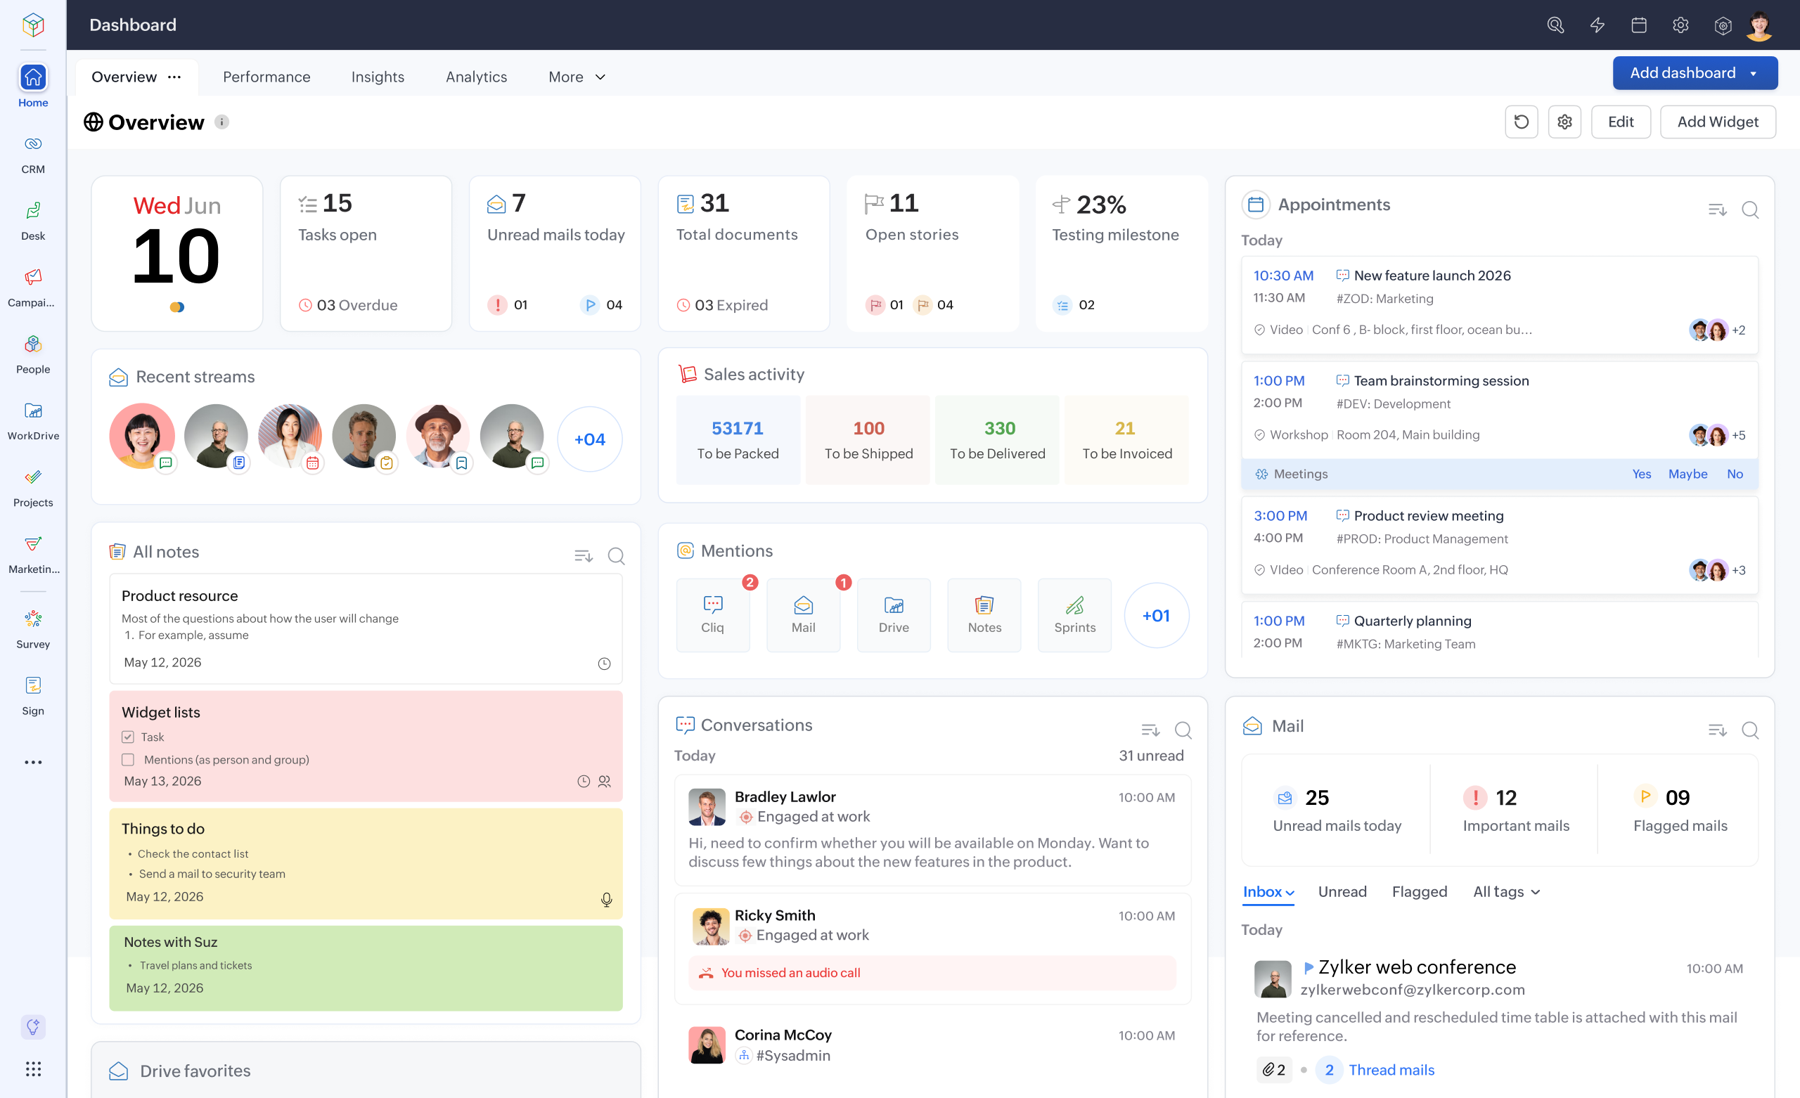 Dashboard
Home
CRM
Desk
Campai...
People
WorkDrive
Projects
Marketin...
Survey
Sign
Overview
Performance
Insights
Analytics
More
Add dashboard
Overview
Edit
Add Widget
Wed Jun
10
15
Tasks open
03 Overdue
7
Unread mails today
01
04
31
Total documents
03 Expired
11
Open stories
01
04
23%
Testing milestone
02
Recent streams
+04
Sales activity
53171
To be Packed
100
To be Shipped
330
To be Delivered
21
To be Invoiced
All notes
Product resource
Most of the questions about how the user will change
1. For example, assume
May 12, 2026
Widget lists
Task
Mentions (as person and group)
May 13, 2026
Things to do
• Check the contact list
• Send a mail to security team
May 12, 2026
Notes with Suz
• Travel plans and tickets
May 12, 2026
Drive favorites
Mentions
2
Cliq
1
Mail
Drive
Notes
Sprints
+01
Conversations
Today
31 unread
Bradley Lawlor
10:00 AM
Engaged at work
Hi, need to confirm whether you will be available on Monday. Want to
discuss few things about the new features in the product.
Ricky Smith
10:00 AM
Engaged at work
You missed an audio call
Corina McCoy
10:00 AM
#Sysadmin
Appointments
Today
10:30 AM
New feature launch 2026
11:30 AM
#ZOD: Marketing
Video
Conf 6 , B- block, first floor, ocean bu...
+2
1:00 PM
Team brainstorming session
2:00 PM
#DEV: Development
Workshop
Room 204, Main building
+5
Meetings
Yes
Maybe
No
3:00 PM
Product review meeting
4:00 PM
#PROD: Product Management
VIdeo
Conference Room A, 2nd floor, HQ
+3
1:00 PM
Quarterly planning
2:00 PM
#MKTG: Marketing Team
Mail
25
Unread mails today
12
Important mails
09
Flagged mails
Inbox
Unread
Flagged
All tags
Today
Zylker web conference
10:00 AM
zylkerwebconf@zylkercorp.com
Meeting cancelled and rescheduled time table is attached with this mail
for reference.
2
2
Thread mails